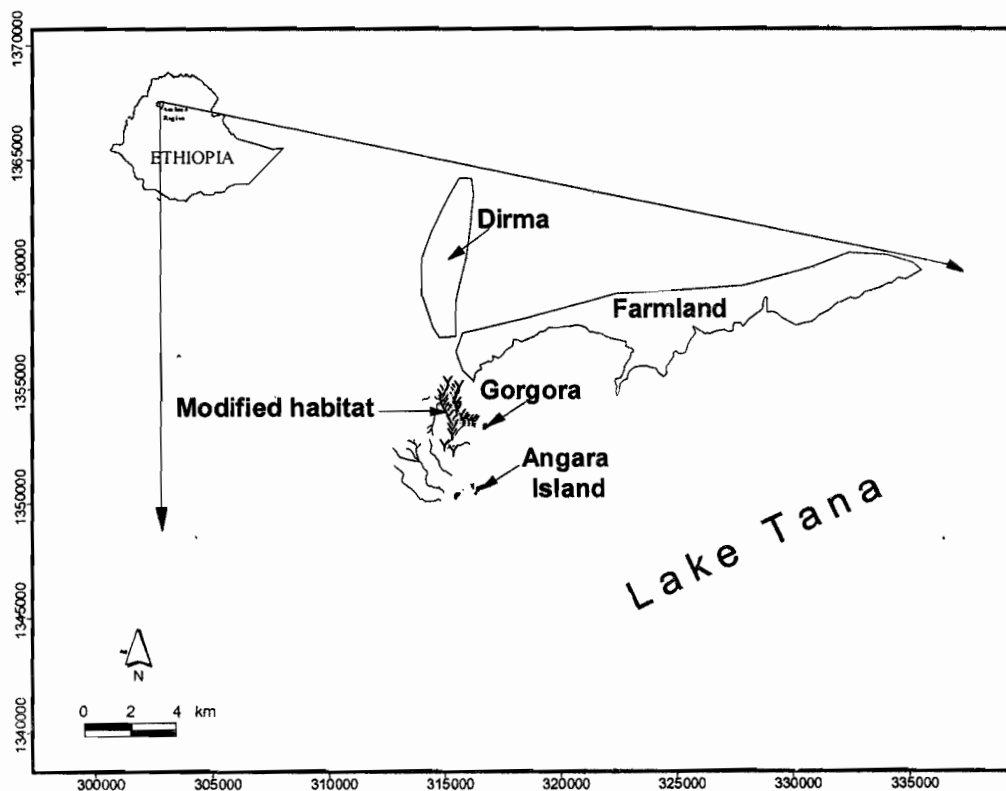 1370000
1365000
1360000
1355000
1350000
1345000
1340000
Region
ETHIOPIA
Dirma
Farmland
Modified habitat
Gorgora
Angara
Island
Lake Tana
N
0 2 4 km
300000 305000 310000 315000 320000 325000 330000 335000